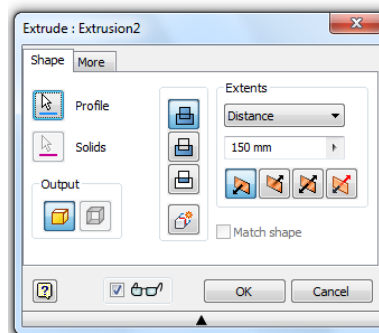 Extrude : Extrusion2
Shape
More
Profile
Solids
Output
Extents
Distance
150 mm
Match shape
OK
Cancel